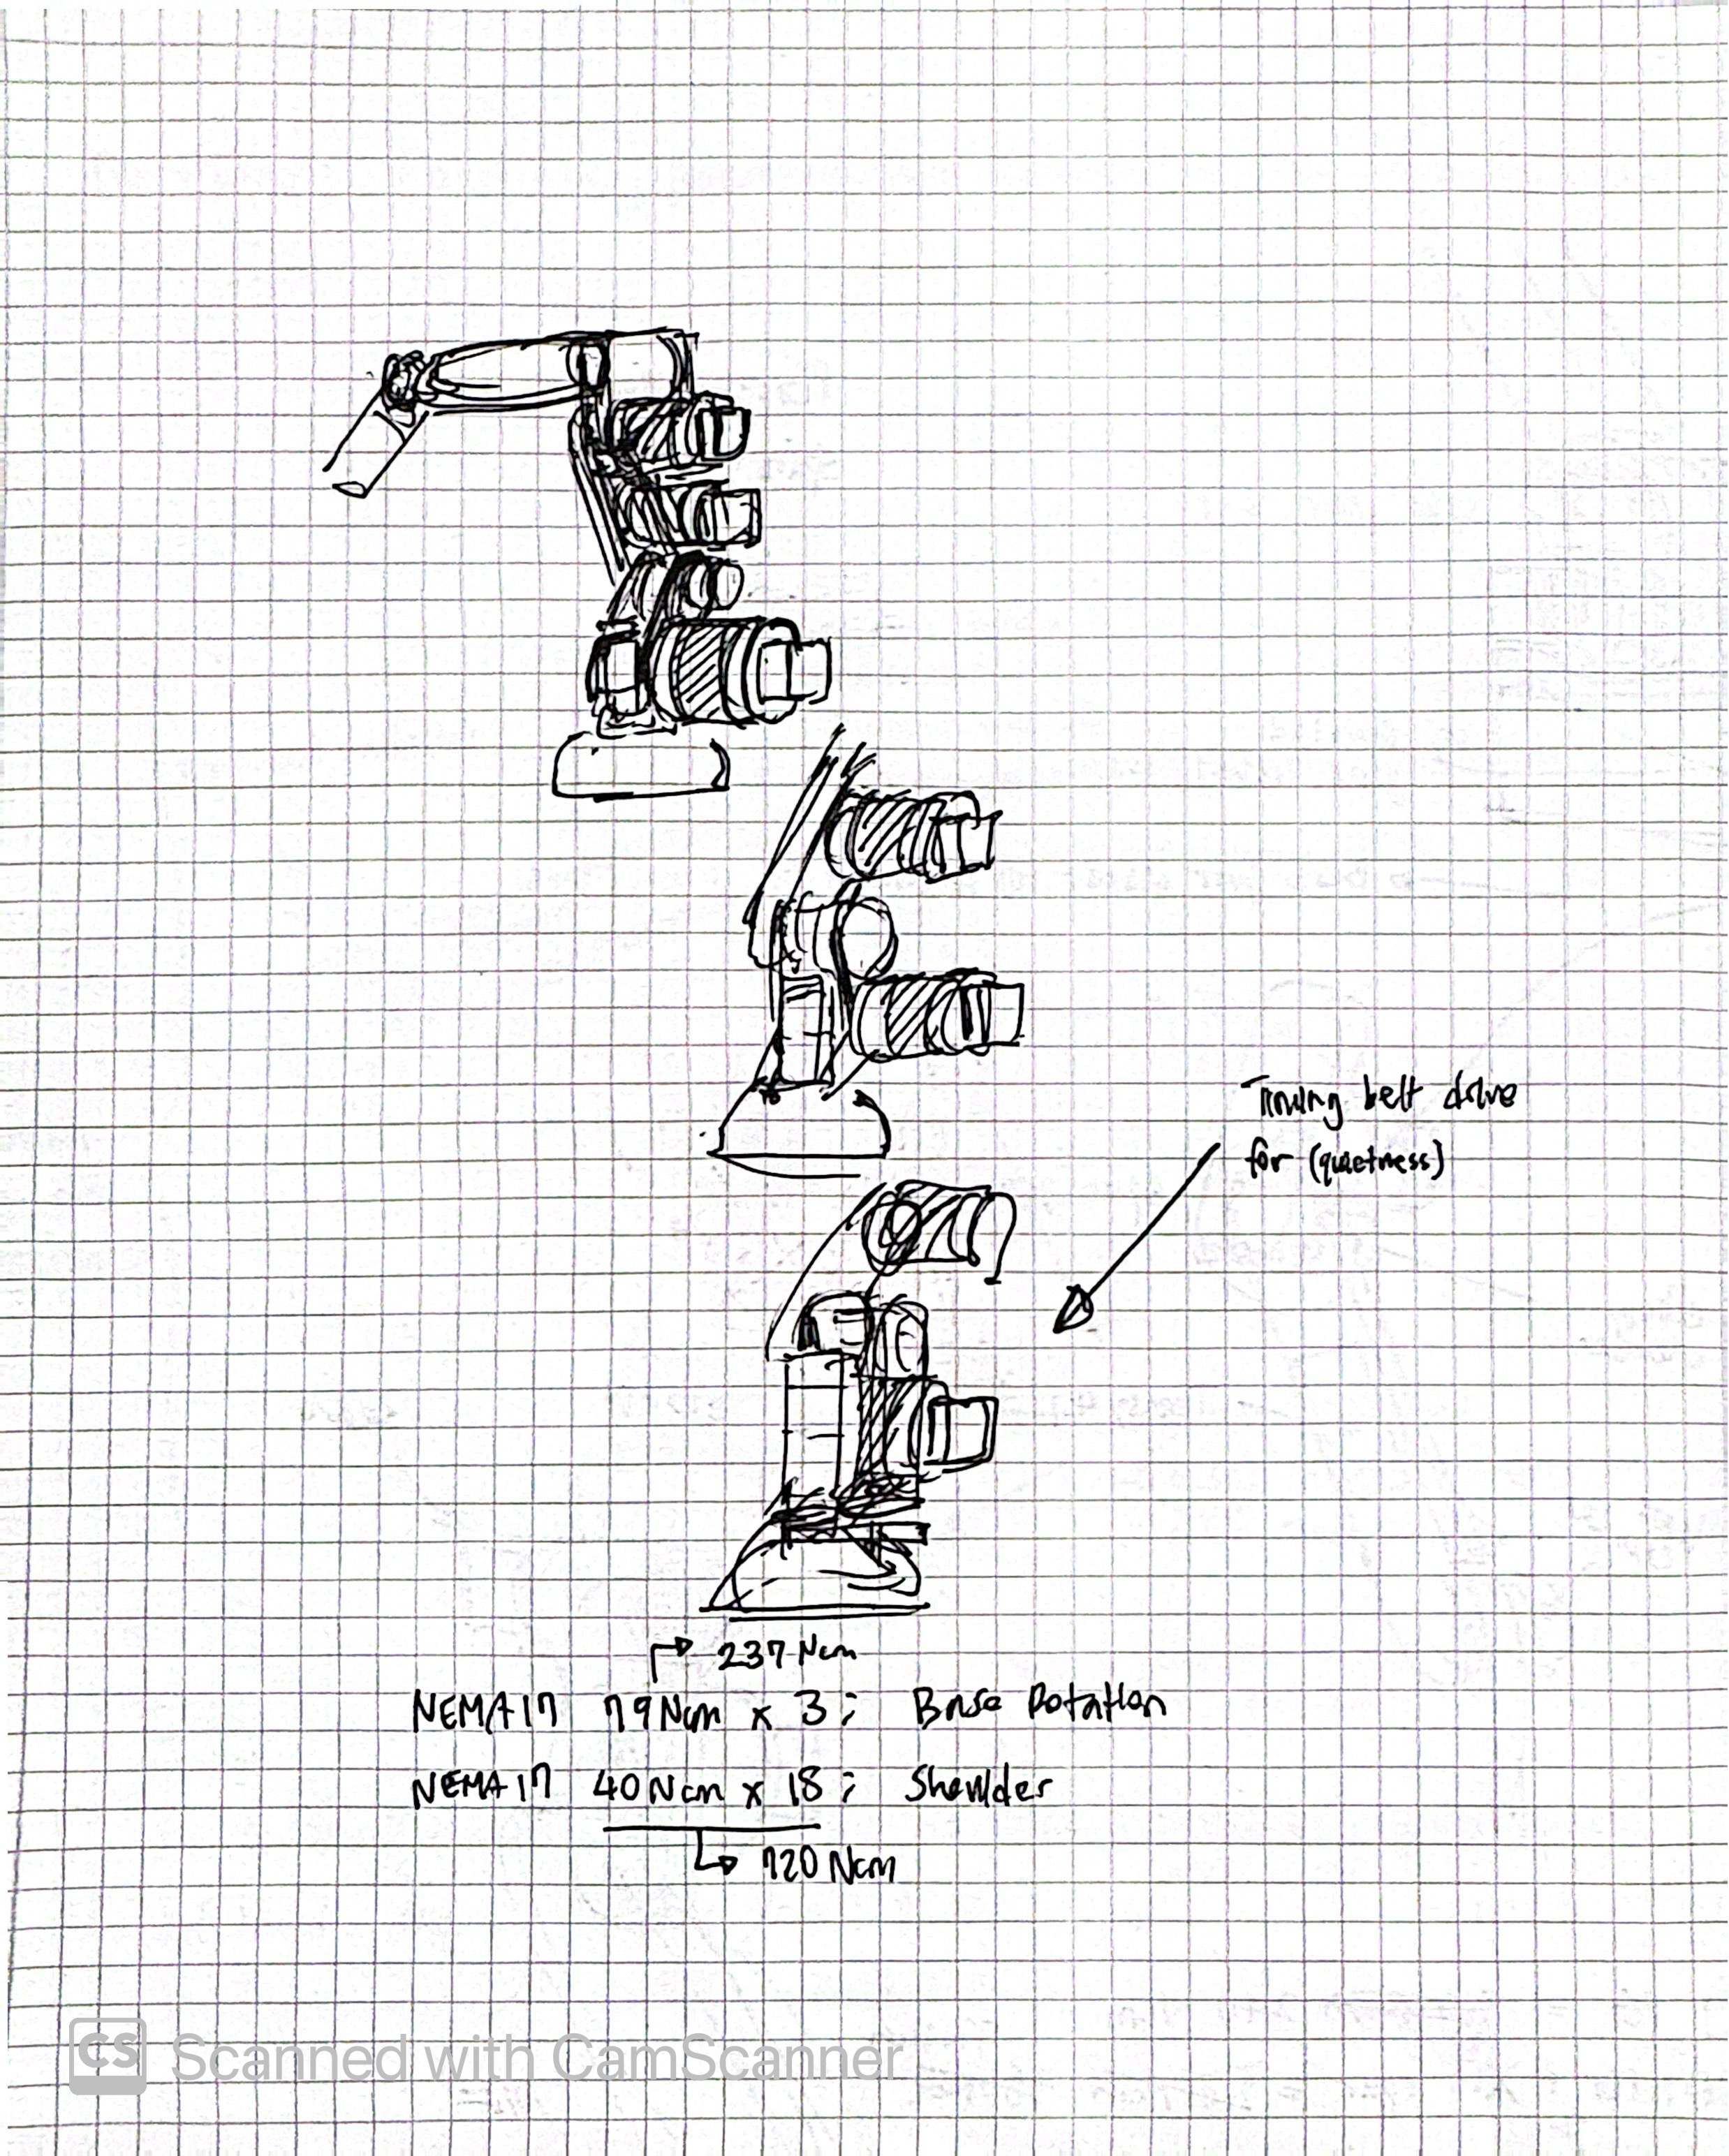 Timing belt drive
for (quietness)
237 Ncm
NEMA17 79Ncm x 3; Base Rotation
NEMA17 40Ncm x 18; Shoulder
720 Ncm
CS Scanned with CamScanner